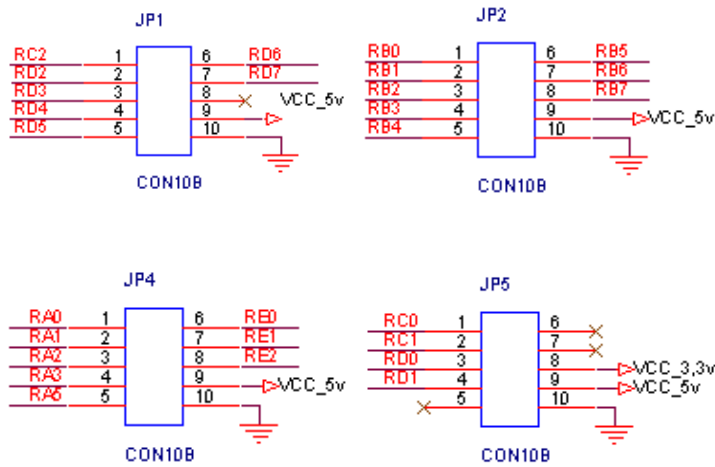 JP1
RC2 1 6 RD6
RD2 2 7 RD7
RD3 3 8 VCC_5v
RD4 4 9
RD5 5 10
CON10B
JP2
RB0 1 6 RB5
RB1 2 7 RB6
RB2 3 8 RB7
RB3 4 9 VCC_5v
RB4 5 10
CON10B
JP4
RA0 1 6 RE0
RA1 2 7 RE1
RA2 3 8 RE2
RA3 4 9 VCC_5v
RA5 5 10
CON10B
JP5
RC0 1 6
RC1 2 7
RD0 3 8 VCC_3,3v
RD1 4 9 VCC_5v
5 10
CON10B